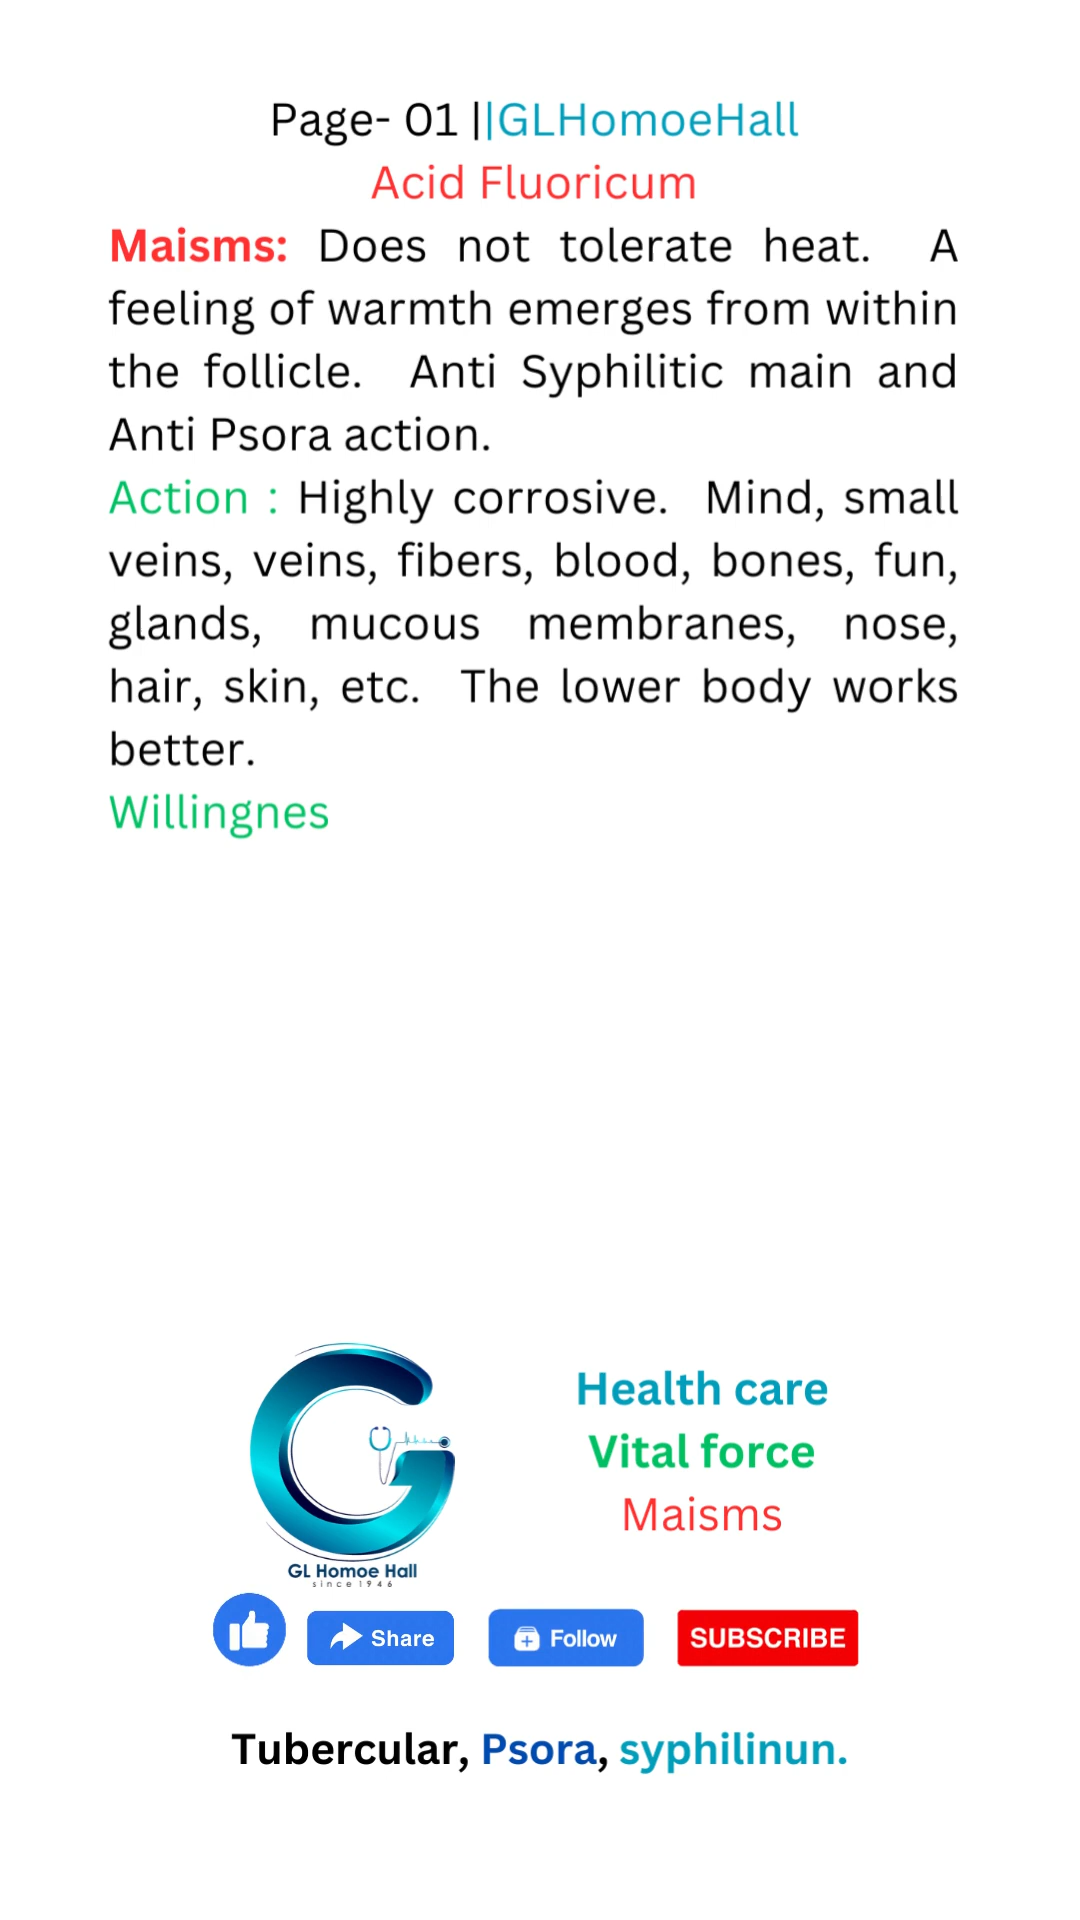 Page- 01 ||GLHomoeHall
Acid Fluoricum
Maisms: Does not tolerate heat. A
feeling of warmth emerges from within
the follicle. Anti Syphilitic main and
Anti Psora action.
Action : Highly corrosive. Mind, small
veins, veins, fibers, blood, bones, fun,
glands, mucous membranes, nose,
hair, skin, etc. The lower body works
better.
Willingnes
Health care
Vital force
Maisms
GL Homoe Hall
since 1946
Share
Follow
SUBSCRIBE
Tubercular, Psora, syphilinun.